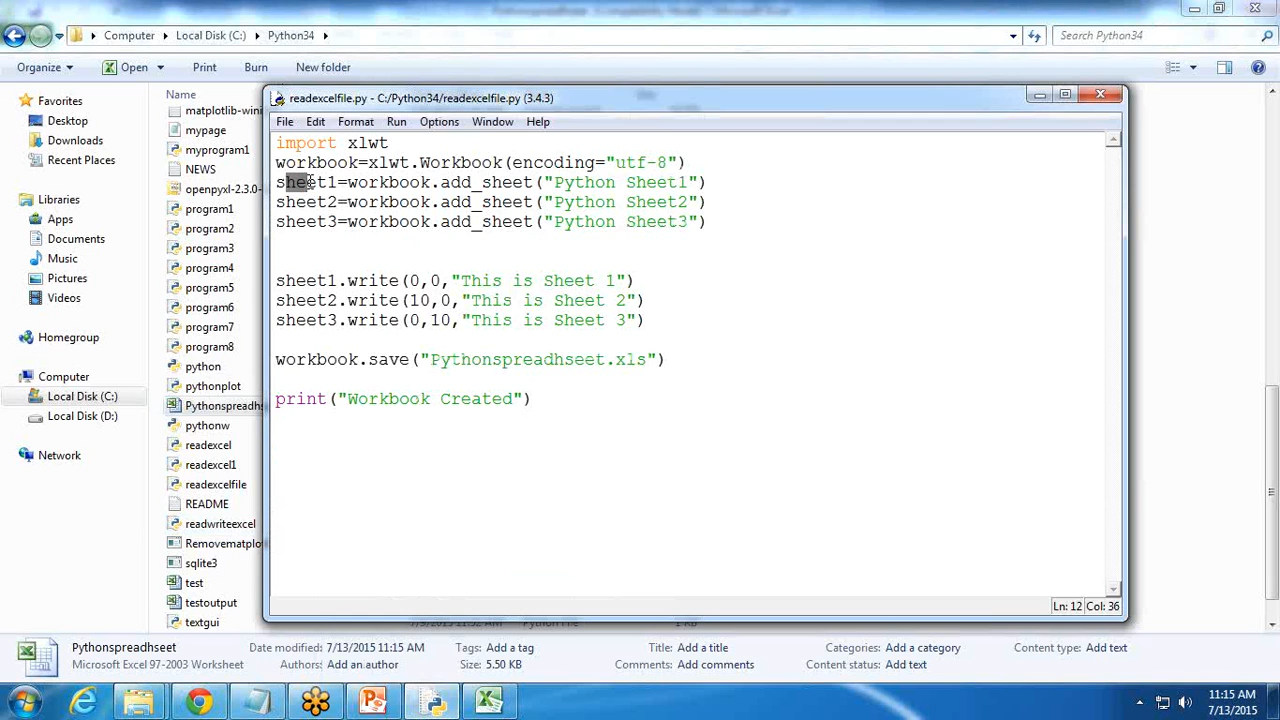 Computer
Local Disk (C:)
Python34
Search Python34
Organize
Open
Print
Burn
New folder
Name
Favorites
Desktop
Downloads
Recent Places
Libraries
Apps
Documents
Music
Pictures
Videos
Homegroup
Computer
Local Disk (C:)
Local Disk (D:)
Network
matplotlib-wini
mypage
myprogram1
NEWS
openpyxl-2.3.0-
program1
program2
program3
program4
program5
program6
program7
program8
python
pythonplot
Pythonspreadhs
pythonw
readexcel
readexcel1
readexcelfile
README
readwriteexcel
Removematpl
sqlite3
test
testoutput
textgui
readexcelfile.py - C:/Python34/readexcelfile.py (3.4.3)
File Edit Format Run Options Window Help
import xlwt
workbook=xlwt.Workbook(encoding="utf-8")
sheet1=workbook.add_sheet("Python Sheet1")
sheet2=workbook.add_sheet("Python Sheet2")
sheet3=workbook.add_sheet("Python Sheet3")
sheet1.write(0,0,"This is Sheet 1")
sheet2.write(10,0,"This is Sheet 2")
sheet3.write(0,10,"This is Sheet 3")
workbook.save("Pythonspreadhseet.xls")
print("Workbook Created")
Ln: 12 Col: 36
Pythonspreadhseet
Date modified: 7/13/2015 11:15 AM
Tags: Add a tag
Title: Add a title
Categories: Add a category
Content type: Add text
Microsoft Excel 97-2003 Worksheet
Authors: Add an author
Size: 5.50 KB
Comments: Add comments
Content status: Add text
11:15 AM
7/13/2015